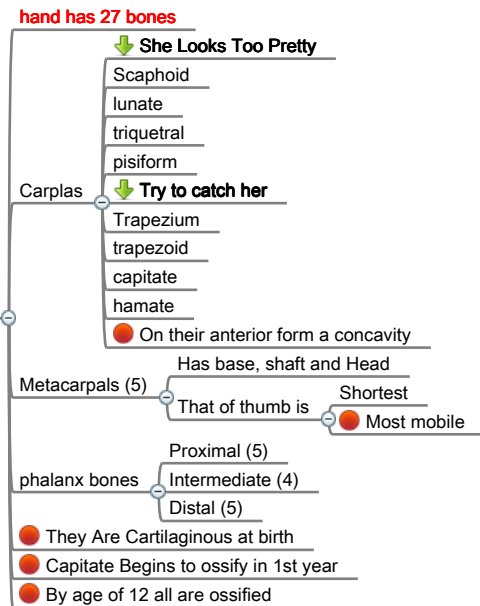 hand has 27 bones
She Looks Too Pretty
Scaphoid
lunate
triquetral
pisiform
Carplas
Try to catch her
Trapezium
trapezoid
capitate
hamate
On their anterior form a concavity
Metacarpals (5)
Has base, shaft and Head
That of thumb is
Shortest
Most mobile
phalanx bones
Proximal (5)
Intermediate (4)
Distal (5)
They Are Cartilaginous at birth
Capitate Begins to ossify in 1st year
By age of 12 all are ossified